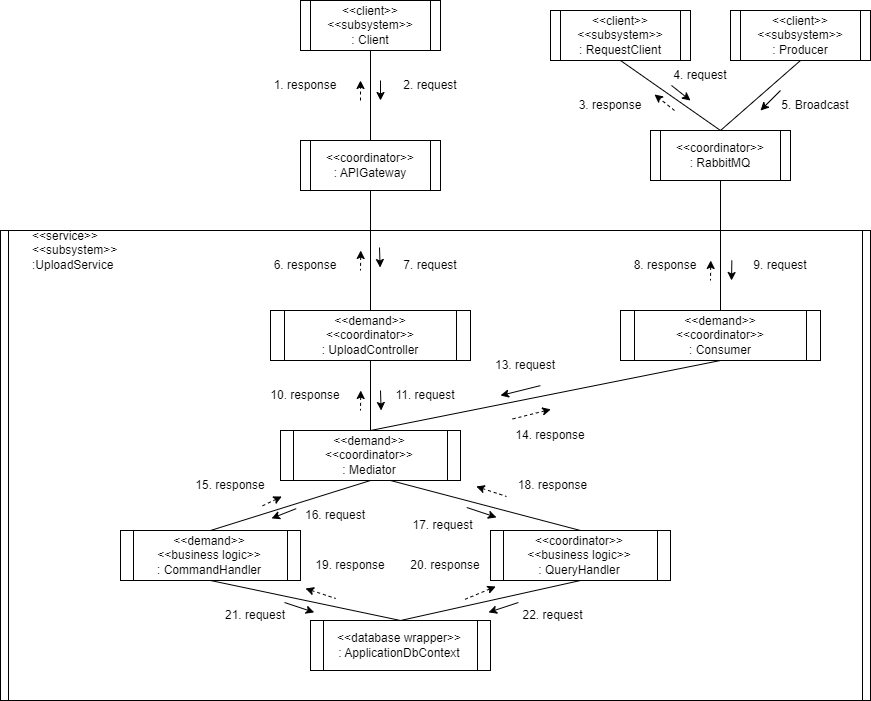 <<client>>
<<subsystem>>
: Client
<<client>>
<<subsystem>>
: RequestClient
<<client>>
<<subsystem>>
: Producer
1. response
2. request
4. request
3. response
5. Broadcast
<<coordinator>>
: APIGateway
<<coordinator>>
: RabbitMQ
<<service>>
<<subsystem>>
:UploadService
6. response
7. request
8. response
9. request
<<demand>>
<<coordinator>>
: UploadController
<<demand>>
<<coordinator>>
: Consumer
13. request
10. response
11. request
14. response
<<demand>>
<<coordinator>>
: Mediator
15. response
18. response
16. request
17. request
<<demand>>
<<business logic>>
: CommandHandler
<<coordinator>>
<<business logic>>
: QueryHandler
19. response
20. response
21. request
22. request
<<database wrapper>>
: ApplicationDbContext